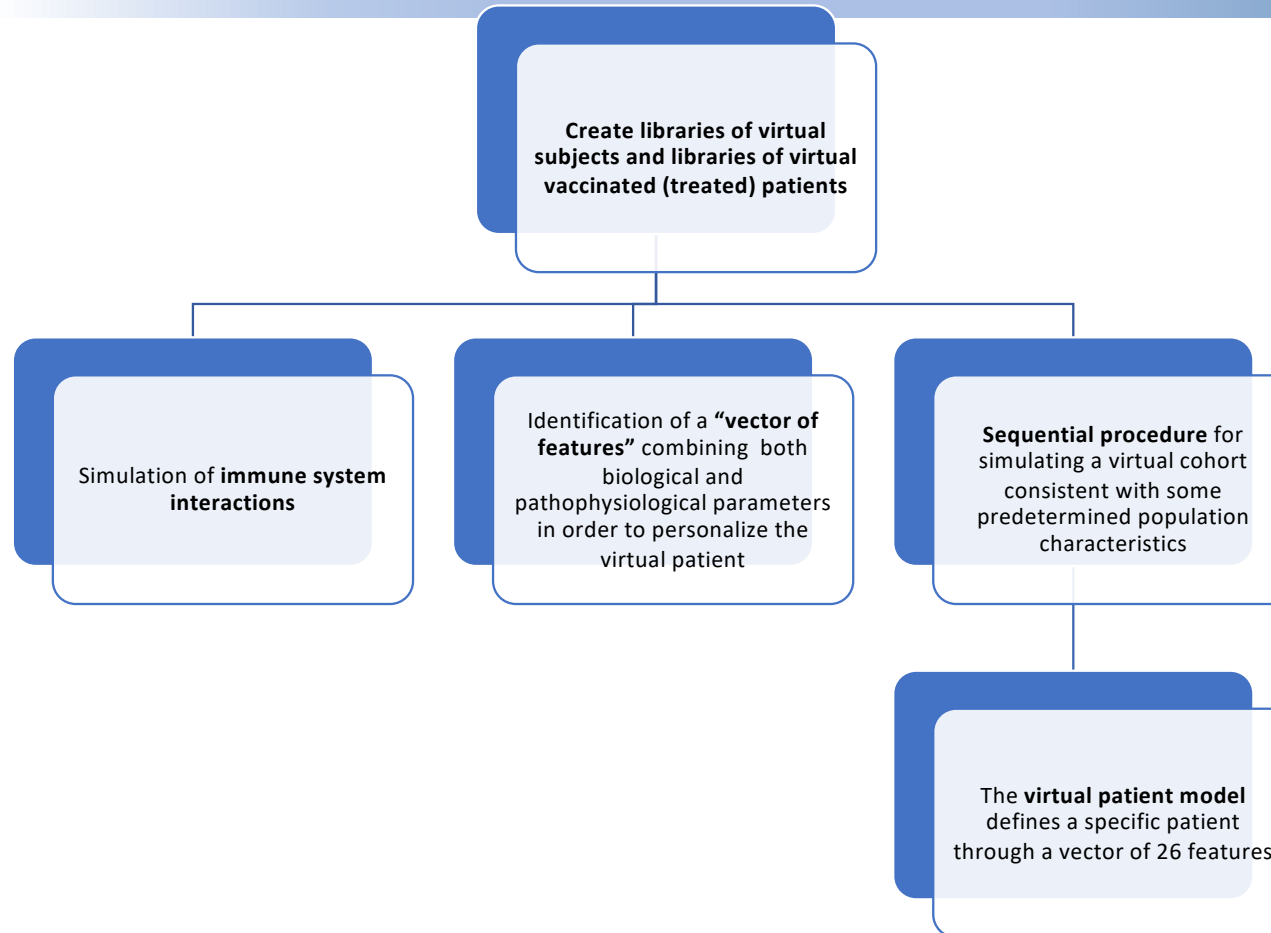 Create libraries of virtual
subjects and libraries of virtual
vaccinated (treated) patients
Simulation of immune system
interactions
Identification of a “vector of
features” combining both
biological and
pathophysiological parameters
in order to personalize the
virtual patient
Sequential procedure for
simulating a virtual cohort
consistent with some
predetermined population
characteristics
The virtual patient model
defines a specific patient
through a vector of 26 features